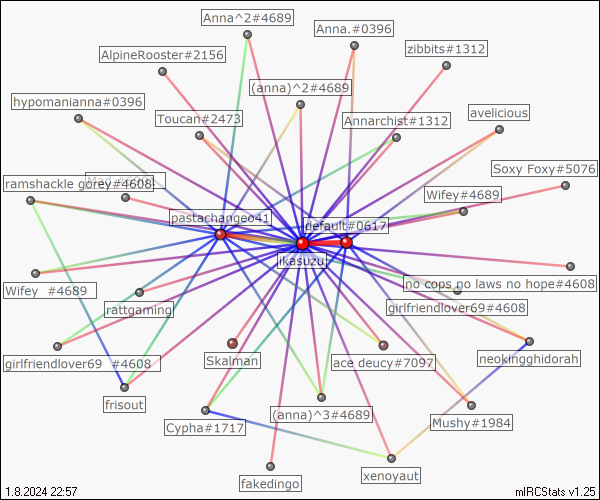 Anna^2#4689
Anna.#0396
zibbits#1312
AlpineRooster#2156
(anna)^2#4689
hypomanianna#0396
Toucan#2473
Annarchist#1312
avelicious
Soxy Foxy#5076
ramshackle gorey#4608
Wifey#4689
pastachangeo41
default#0617
ikasuzu
Wifey #4689
no cops no laws no hope#4608
rattgaming
girlfriendlover69#4608
Skalman
ace deucy#7097
neokingghidorah
girlfriendlover69 #4608
frisout
Cypha#1717
(anna)^3#4689
Mushy#1984
xenoyaut
fakedingo
1.8.2024 22:57
mIRCStats v1.25